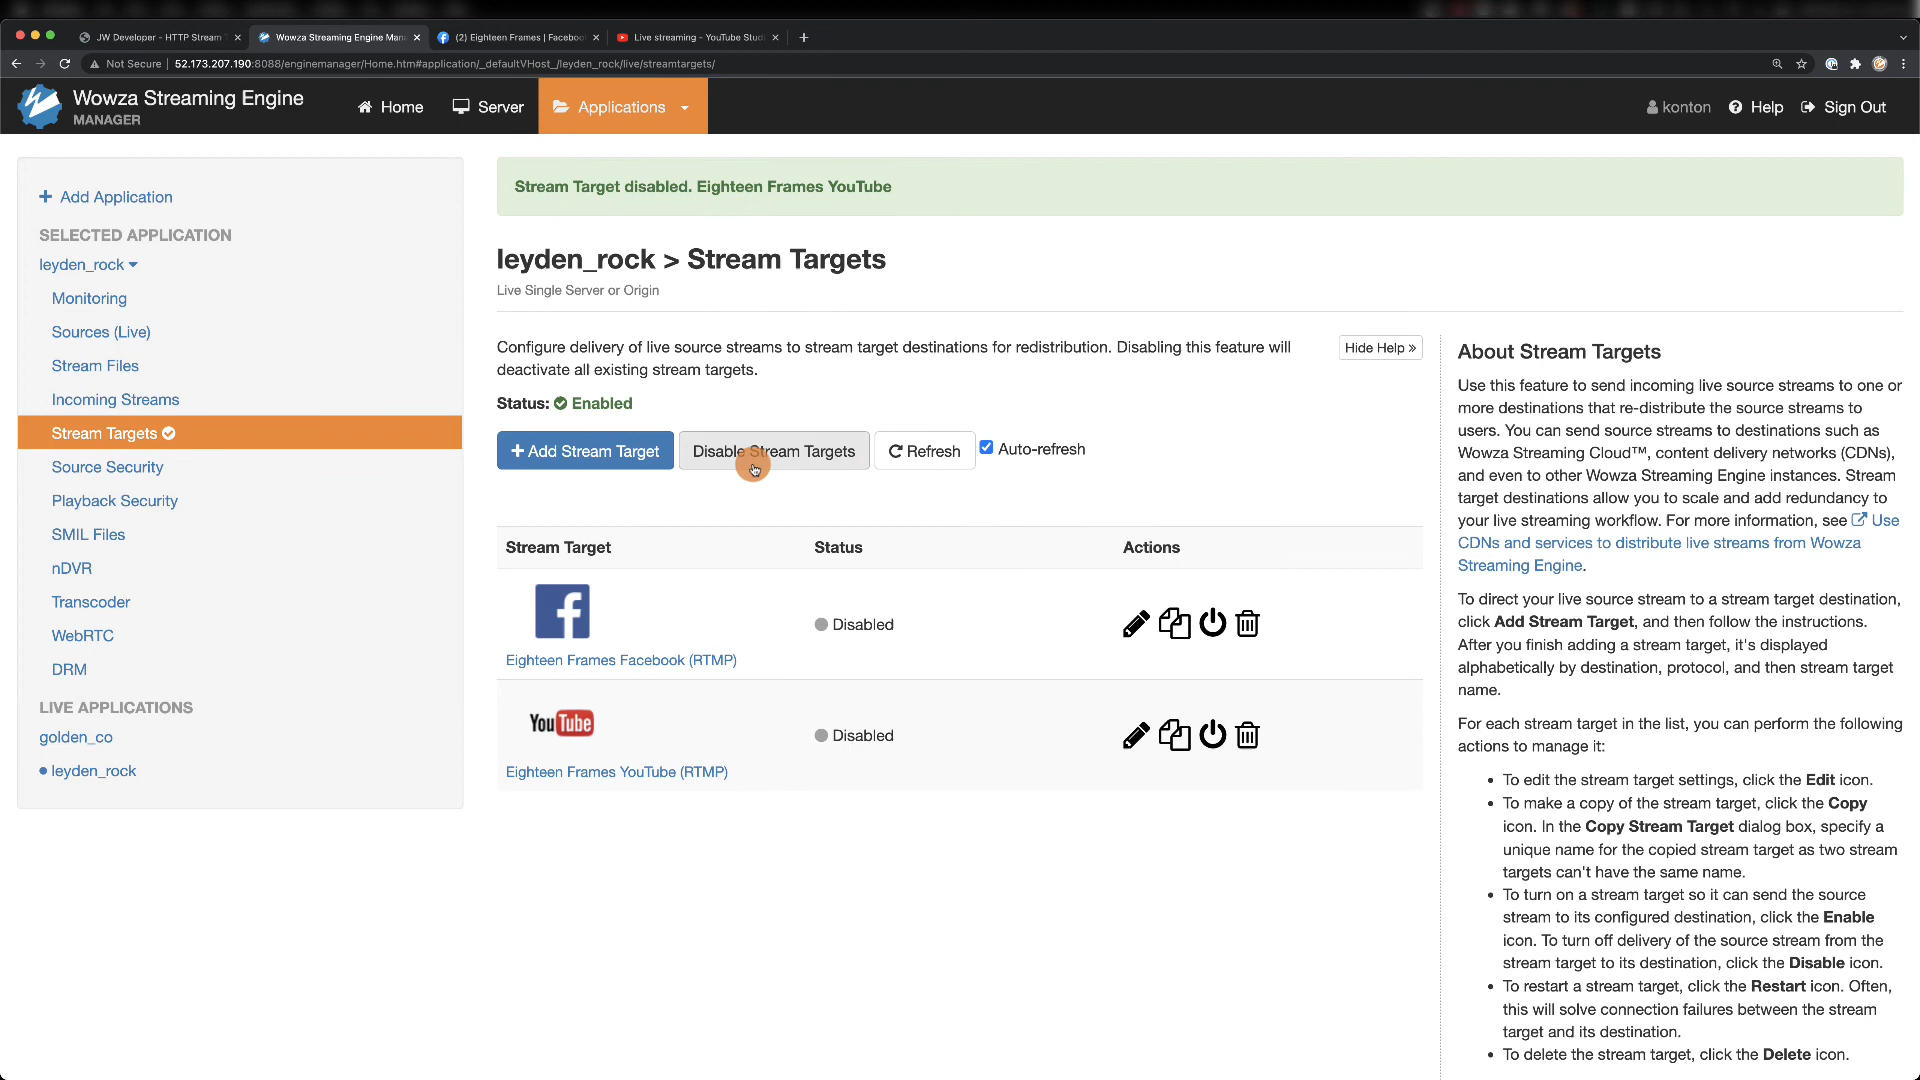 JW Developer - HTTP Stream T
Wowza Streaming Engine Man
(2) Eighteen Frames | Faceboo
Live streaming - YouTube Stud
Not Secure | 52.173.207.190:8088/enginemanager/Home.htm#application/_defaultVHost_/leyden_rock/live/streamtargets/
Wowza Streaming Engine
MANAGER
Home
Server
Applications
konton
Help
Sign Out
Add Application
SELECTED APPLICATION
leyden_rock
Monitoring
Sources (Live)
Stream Files
Incoming Streams
Stream Targets
Source Security
Playback Security
SMIL Files
nDVR
Transcoder
WebRTC
DRM
LIVE APPLICATIONS
golden_co
leyden_rock
Stream Target disabled. Eighteen Frames YouTube
leyden_rock > Stream Targets
Live Single Server or Origin
Configure delivery of live source streams to stream target destinations for redistribution. Disabling this feature will
deactivate all existing stream targets.
Hide Help »
Status: Enabled
+ Add Stream Target
Disable Stream Targets
Refresh
Auto-refresh
Stream Target Status Actions
Disabled
Eighteen Frames Facebook (RTMP)
YouTube
Disabled
Eighteen Frames YouTube (RTMP)
About Stream Targets
Use this feature to send incoming live source streams to one or
more destinations that re-distribute the source streams to
users. You can send source streams to destinations such as
Wowza Streaming Cloud™, content delivery networks (CDNs),
and even to other Wowza Streaming Engine instances. Stream
target destinations allow you to scale and add redundancy to
your live streaming workflow. For more information, see Use
CDNs and services to distribute live streams from Wowza
Streaming Engine.
To direct your live source stream to a stream target destination,
click Add Stream Target, and then follow the instructions.
After you finish adding a stream target, it's displayed
alphabetically by destination, protocol, and then stream target
name.
For each stream target in the list, you can perform the following
actions to manage it:
• To edit the stream target settings, click the Edit icon.
• To make a copy of the stream target, click the Copy
icon. In the Copy Stream Target dialog box, specify a
unique name for the copied stream target as two stream
targets can't have the same name.
• To turn on a stream target so it can send the source
stream to its configured destination, click the Enable
icon. To turn off delivery of the source stream from the
stream target to its destination, click the Disable icon.
• To restart a stream target, click the Restart icon. Often,
this will solve connection failures between the stream
target and its destination.
• To delete the stream target, click the Delete icon.